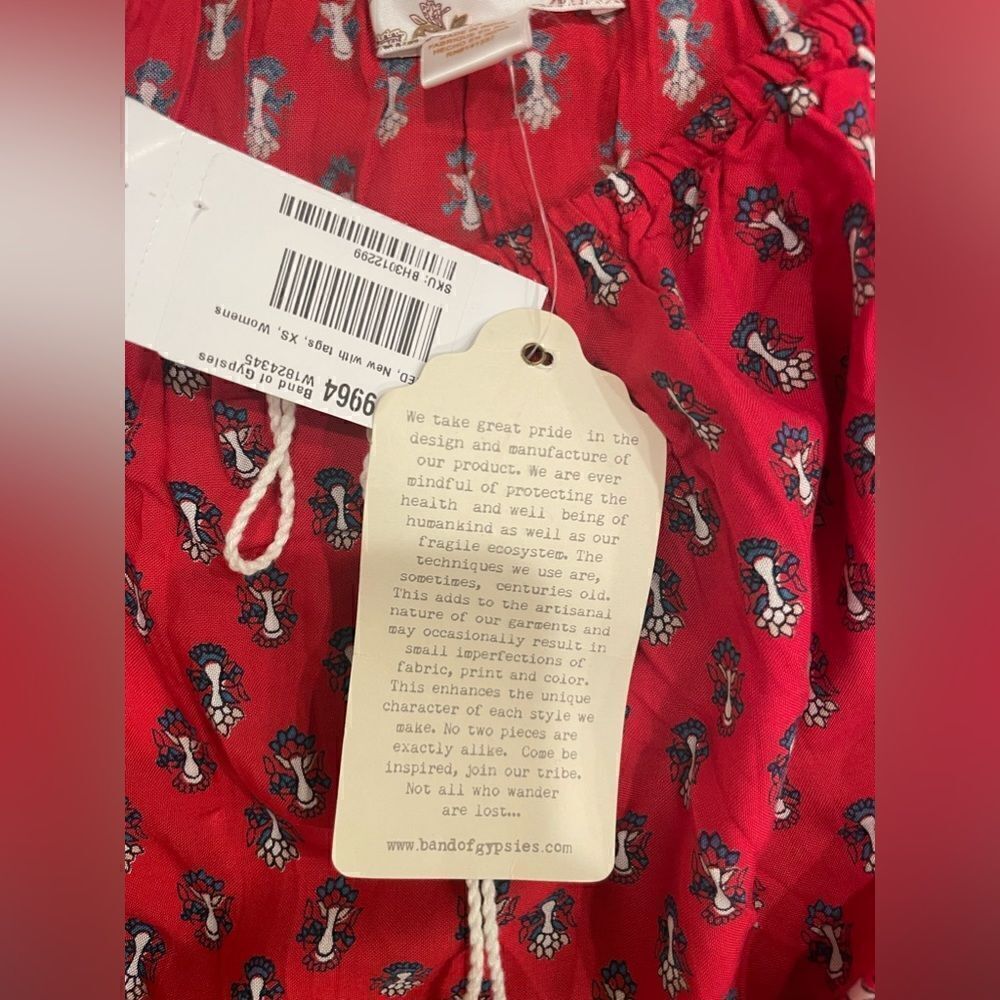 SKU: BH3012299
ED, New with tags, XS, Womens
W1824345
Band of Gypsies
9964
We take great pride in the
design and manufacture of
our product. We are ever
mindful of protecting the
health and well being of
humankind as well as our
fragile ecosystem. The
techniques we use are,
sometimes, centuries old.
This adds to the artisanal
nature of our garments and
may occasionally result in
small imperfections of
fabric, print and color.
This enhances the unique
character of each style we
make. No two pieces are
exactly alike. Come be
inspired, join our tribe.
Not all who wander
are lost...
www.bandofgypsies.com